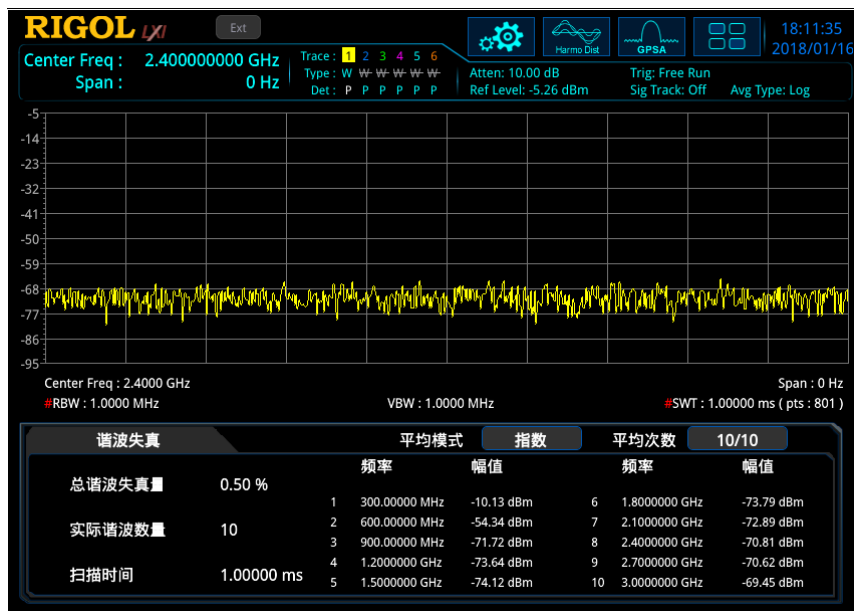 RIGOL LXI Ext Harmo Dist GPSA 18:11:35
2018/01/16
Center Freq : 2.400000000 GHz
Span : 0 Hz
Trace : 1 2 3 4 5 6
Type : W W W W W W
Det : P P P P P P
Atten: 10.00 dB
Ref Level: -5.26 dBm
Trig: Free Run
Sig Track: Off
Avg Type: Log
-5
-14
-23
-32
-41
-50
-59
-68
-77
-86
-95
Center Freq : 2.4000 GHz Span : 0 Hz
#RBW : 1.0000 MHz VBW : 1.0000 MHz #SWT : 1.00000 ms ( pts : 801 )
谐波失真 平均模式 指数 平均次数 10/10
总谐波失真量 0.50 %
实际谐波数量 10
扫描时间 1.00000 ms
频率 幅值 频率 幅值
1 300.00000 MHz -10.13 dBm 6 1.8000000 GHz -73.79 dBm
2 600.00000 MHz -54.34 dBm 7 2.1000000 GHz -72.89 dBm
3 900.00000 MHz -71.72 dBm 8 2.4000000 GHz -70.81 dBm
4 1.2000000 GHz -73.64 dBm 9 2.7000000 GHz -70.62 dBm
5 1.5000000 GHz -74.12 dBm 10 3.0000000 GHz -69.45 dBm